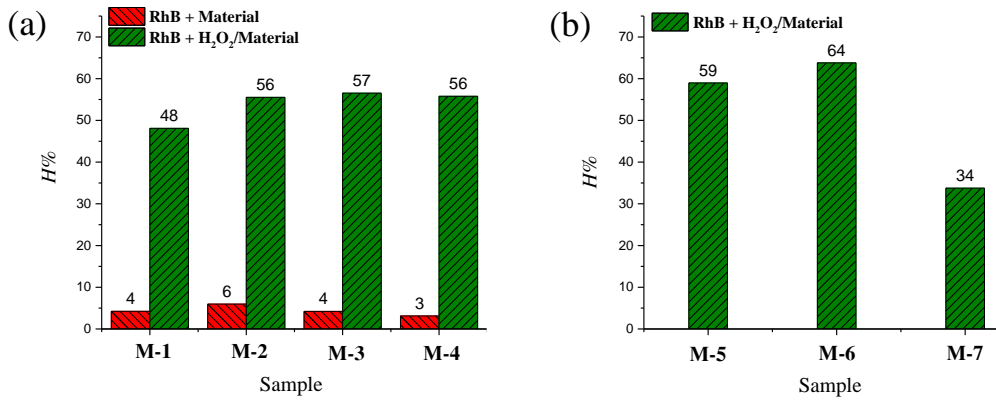 (a)
RhB + Material
RhB + H₂O₂/Material
70
60
50
40
30
20
10
0
H%
4
48
6
56
4
57
3
56
M-1 M-2 M-3 M-4
Sample
(b)
RhB + H₂O₂/Material
70
60
50
40
30
20
10
0
H%
59
64
34
M-5 M-6 M-7
Sample